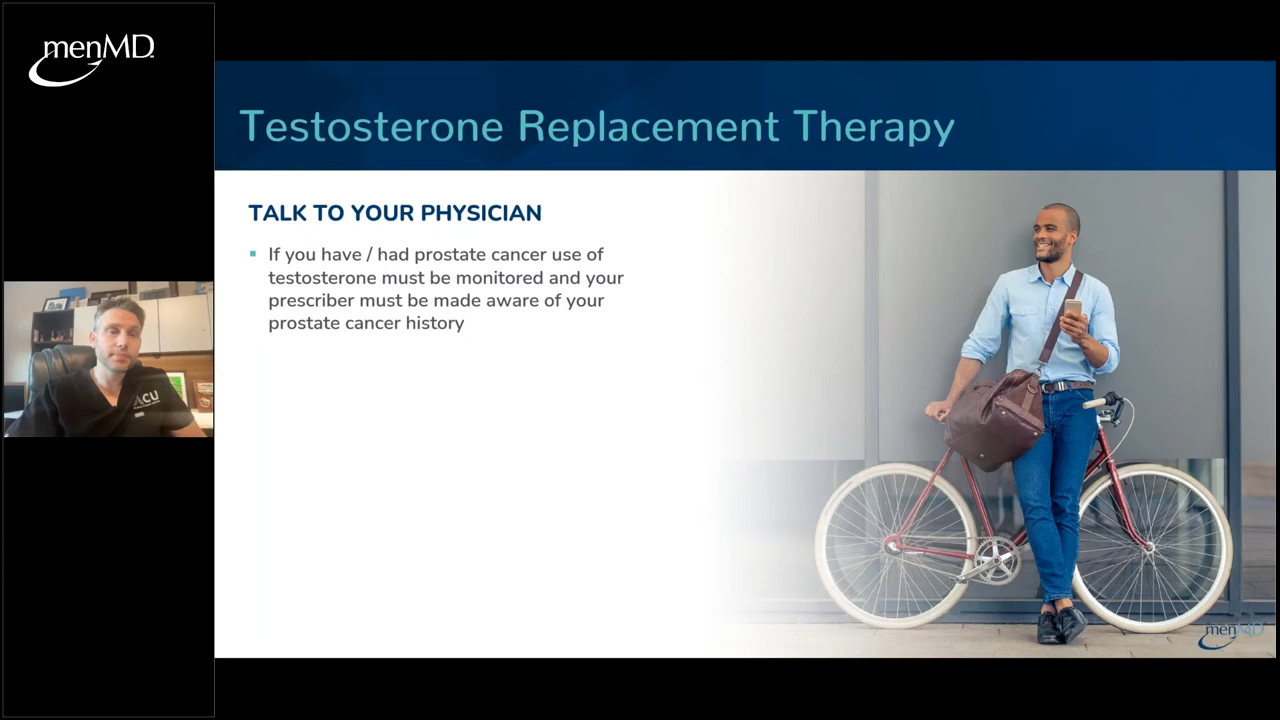 menMD
Testosterone Replacement Therapy
TALK TO YOUR PHYSICIAN
If you have / had prostate cancer use of
testosterone must be monitored and your
prescriber must be made aware of your
prostate cancer history
ACU
menMD